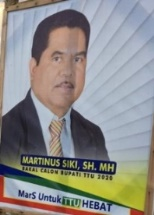 MARTINUS SIKI, SH. MH
BAKAL CALON BUPATI TTU 2020
MarS Untuk TTU HEBAT